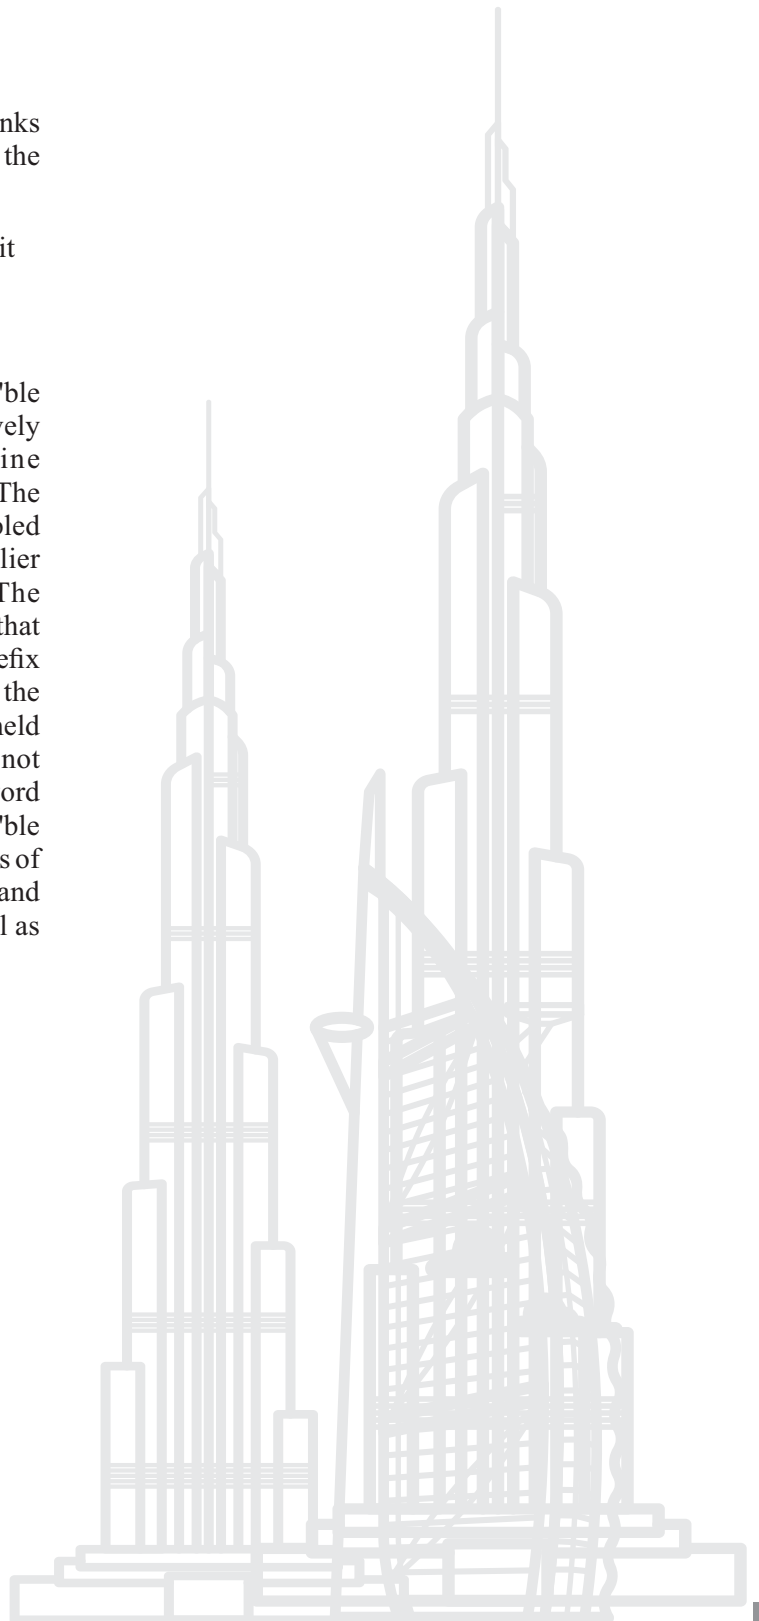 nks
the
it
'ble
vely
ine
The
oled
lier
The
that
efix
the
held
not
ord
'ble
s of
and
l as